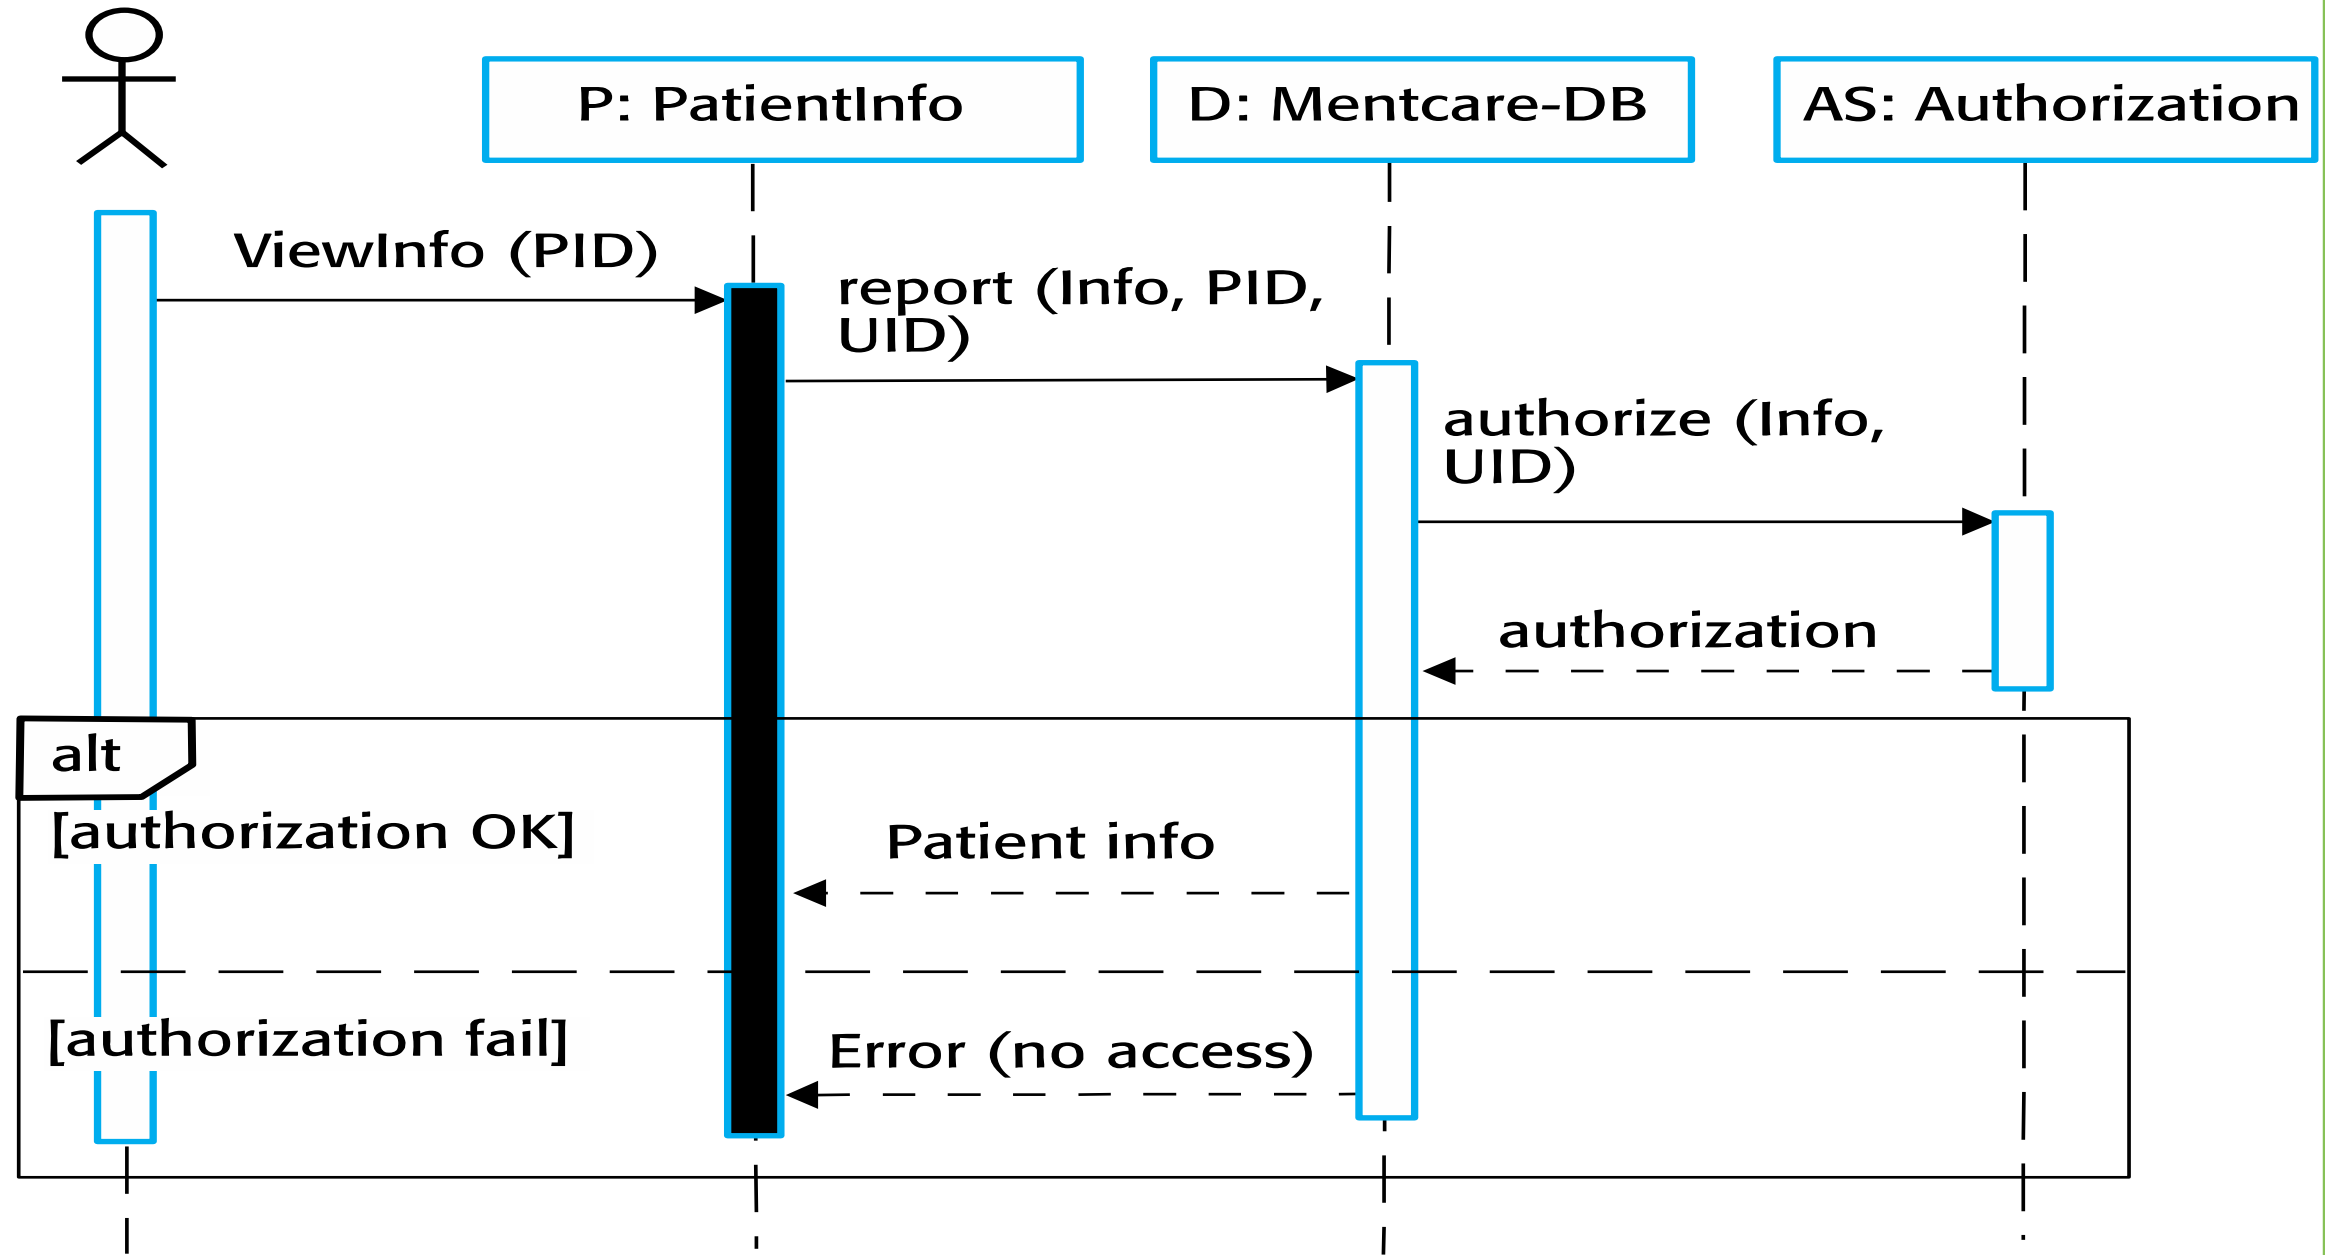 P: PatientInfo
D: Mentcare-DB
AS: Authorization
ViewInfo (PID)
report (Info, PID,
UID)
authorize (Info,
UID)
authorization
alt
[authorization OK]
Patient info
[authorization fail]
Error (no access)